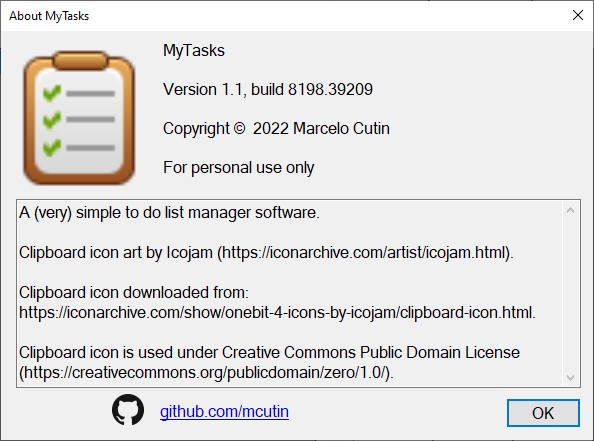 About MyTasks
MyTasks
Version 1.1, build 8198.39209
Copyright © 2022 Marcelo Cutin
For personal use only
A (very) simple to do list manager software.
Clipboard icon art by Icojam (https://iconarchive.com/artist/icojam.html).
Clipboard icon downloaded from:
https://iconarchive.com/show/onebit-4-icons-by-icojam/clipboard-icon.html.
Clipboard icon is used under Creative Commons Public Domain License
(https://creativecommons.org/publicdomain/zero/1.0/).
github.com/mcutin
OK